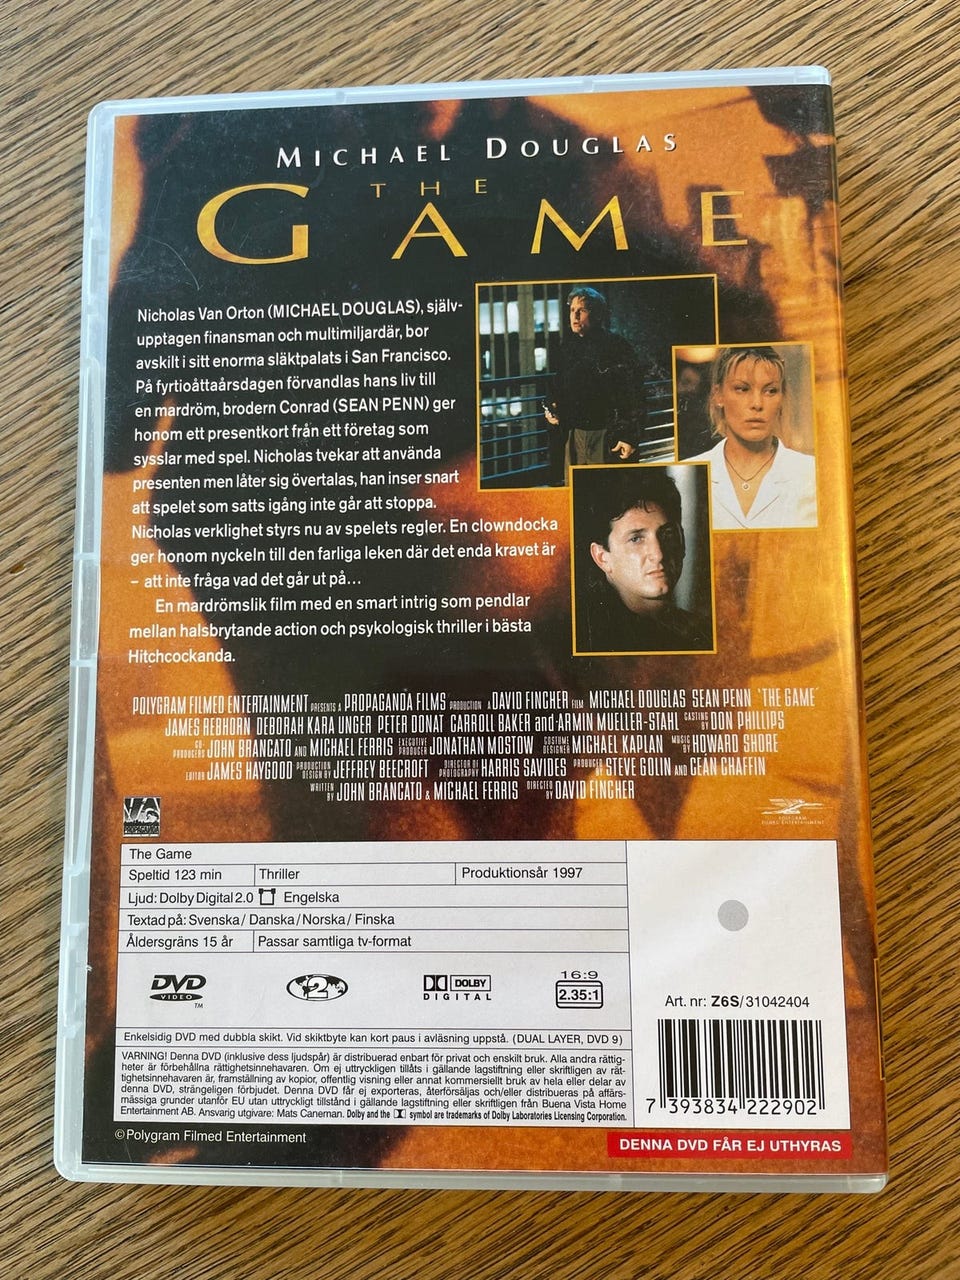 MICHAEL DOUGLAS
THE
GAME
Nicholas Van Orton (MICHAEL DOUGLAS), själv-
upptagen finansman och multimiljardär, bor
avskilt i sitt enorma släktpalats i San Francisco.
På fyrtioåttaårsdagen förvandlas hans liv till
en mardröm, brodern Conrad (SEAN PENN) ger
honom ett presentkort från ett företag som
sysslar med spel. Nicholas tvekar att använda
presenten men låter sig övertalas, han inser snart
att spelet som satts igång inte går att stoppa.
Nicholas verklighet styrs nu av spelets regler. En clowndocka
ger honom nyckeln till den farliga leken där det enda kravet är
– att inte fråga vad det går ut på...
En mardrömslik film med en smart intrig som pendlar
mellan halsbrytande action och psykologisk thriller i bästa
Hitchcockanda.
POLYGRAM FILMED ENTERTAINMENT PRESENTS A PROPAGANDA FILMS PRODUCTION A DAVID FINCHER FILM MICHAEL DOUGLAS SEAN PENN 'THE GAME'
JAMES REBHORN DEBORAH KARA UNGER PETER DONAT CARROLL BAKER and ARMIN MUELLER-STAHL CASTING BY DON PHILLIPS
CO-PRODUCERS JOHN BRANCATO AND MICHAEL FERRIS EXECUTIVE PRODUCER JONATHAN MOSTOW COSTUME DESIGNER MICHAEL KAPLAN MUSIC BY HOWARD SHORE
EDITOR JAMES HAYGOOD PRODUCTION DESIGN BY JEFFREY BEECROFT DIRECTOR OF PHOTOGRAPHY HARRIS SAVIDES PRODUCED BY STEVE GOLIN AND CEAN CHAFFIN
WRITTEN BY JOHN BRANCATO & MICHAEL FERRIS DIRECTED BY DAVID FINCHER
PROPAGANDA
POLYGRAM
FILMED ENTERTAINMENT
The Game
Speltid 123 min Thriller Produktionsår 1997
Ljud: Dolby Digital 2.0 Engelska
Textad på: Svenska / Danska / Norska / Finska
Åldersgräns 15 år Passar samtliga tv-format
DVD
VIDEO
TM
2
DOLBY
DIGITAL
16:9
2.35:1
Art. nr: Z6S/31042404
Enkelsidig DVD med dubbla skikt. Vid skiktbyte kan kort paus i avläsning uppstå. (DUAL LAYER, DVD 9)
VARNING! Denna DVD (inklusive dess ljudspår) är distribuerad enbart för privat och enskilt bruk. Alla andra rättig-
heter är förbehållna rättighetsinnehavaren. Om ej uttryckligen tillåts i gällande lagstiftning eller skriftligen av rät-
tighetsinnehavaren är, framställning av kopior, offentlig visning eller annat kommersiellt bruk av hela eller delar av
denna DVD, strängeligen förbjudet. Denna DVD får ej exporteras, återförsäljas och/eller distribueras på affärs-
mässiga grunder utanför EU utan uttryckligt tillstånd i gällande lagstiftning eller skriftligen från Buena Vista Home
Entertainment AB. Ansvarig utgivare: Mats Caneman. Dolby and the symbol are trademarks of Dolby Laboratories Licensing Corporation.
7 393834 222902
©Polygram Filmed Entertainment
DENNA DVD FÅR EJ UTHYRAS